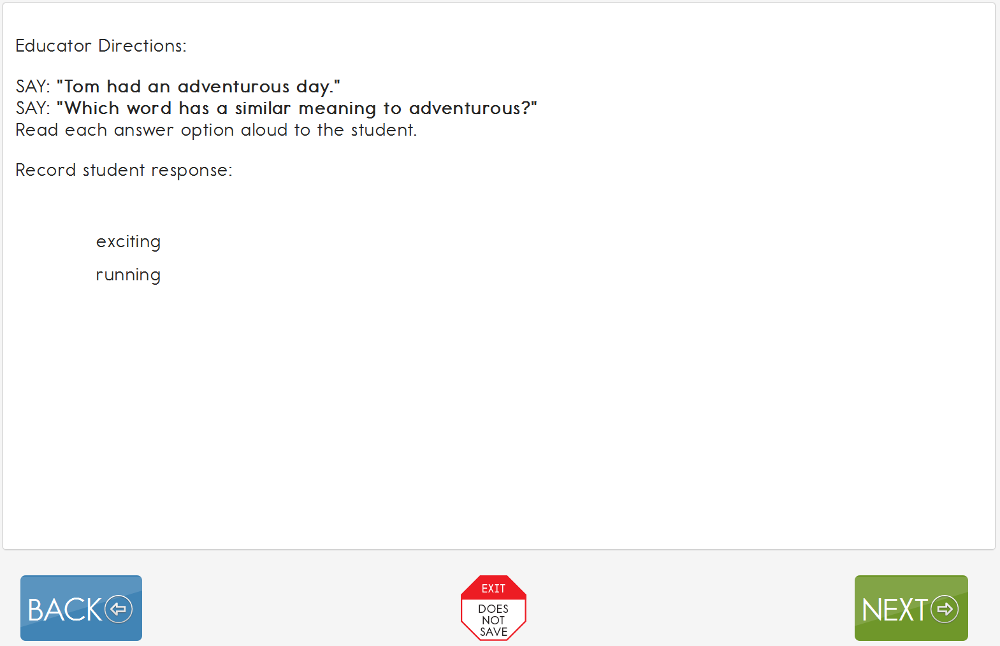 Educator Directions:
SAY: "Tom had an adventurous day."
SAY: "Which word has a similar meaning to adventurous?"
Read each answer option aloud to the student.
Record student response:
exciting
running
BACK
EXIT
DOES
NOT
SAVE
NEXT